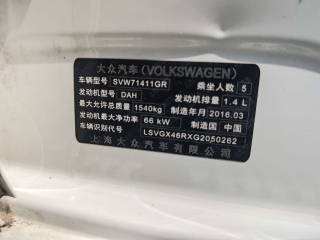 大众汽车(VOLKSWAGEN)
车辆型号 SVW71411GR 乘坐人数 5
发动机型号 DAH 发动机排量 1.4 L
最大允许总质量 1540kg 制造年月 2016.03
发动机最大净功率 66 kW 制造国 中国
车辆识别代号 LSVGX46RXG2050262
上海大众汽车有限公司